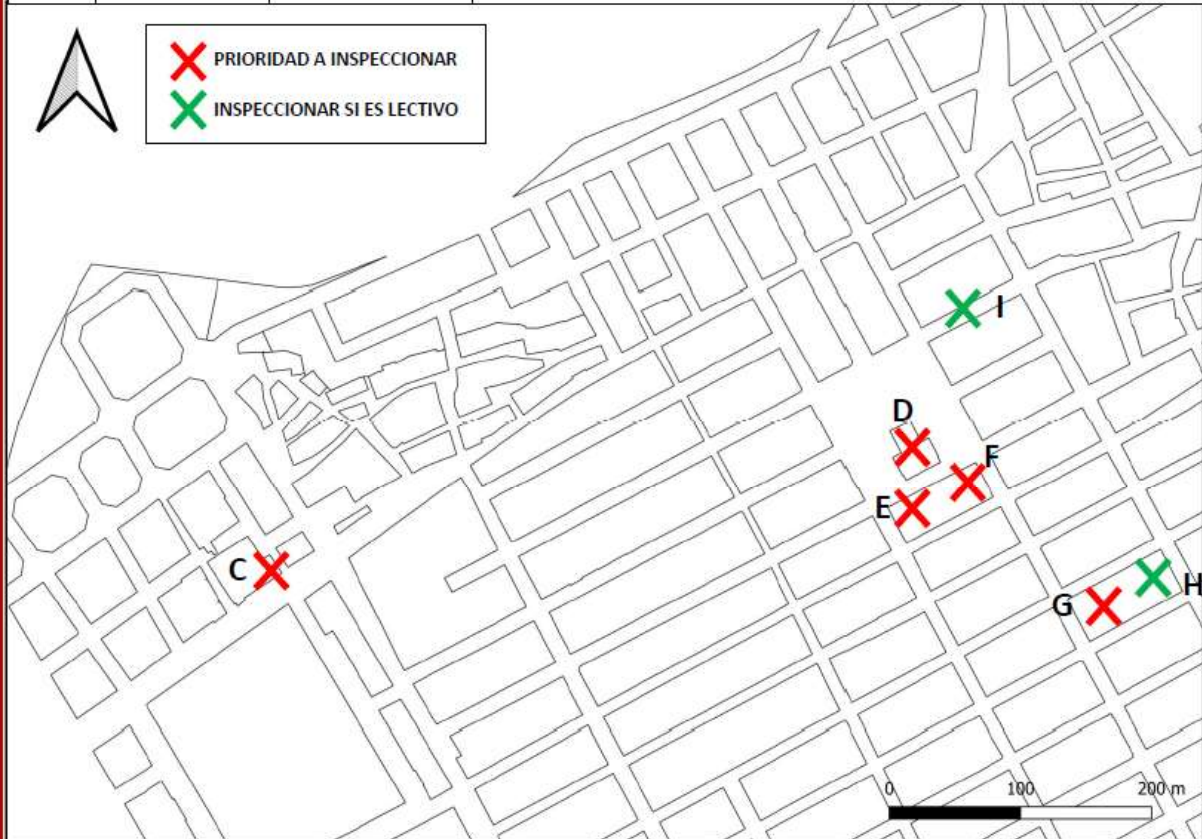 PRIORIDAD A INSPECCIONAR
INSPECCIONAR SI ES LECTIVO
I
D
F
E
C
H
G
0 100 200 m